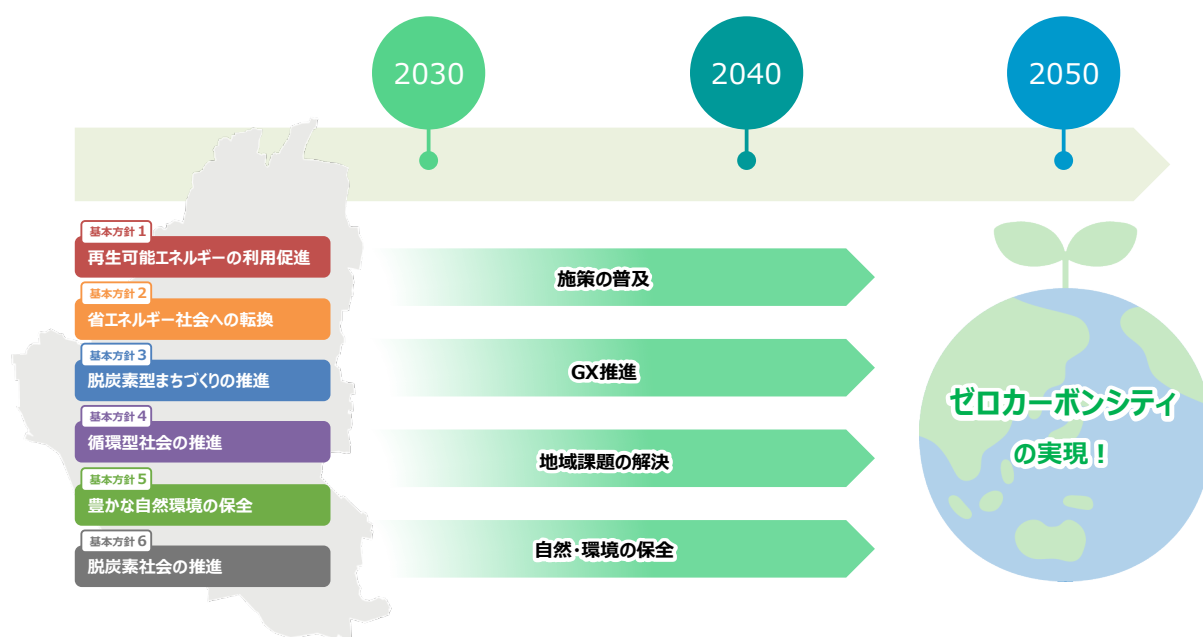 2030
2040
2050
基本方針1
再生可能エネルギーの利用促進
基本方針2
省エネルギー社会への転換
基本方針3
脱炭素型まちづくりの推進
基本方針4
循環型社会の推進
基本方針5
豊かな自然環境の保全
基本方針6
脱炭素社会の推進
施策の普及
GX推進
地域課題の解決
自然・環境の保全
ゼロカーボンシティ
の実現！